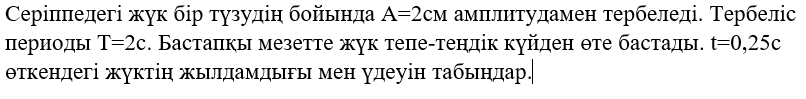 Серіппедегі жүк бір түзудің бойында А=2см амплитудамен тербеледі. Тербеліс
периоды Т=2с. Бастапқы мезетте жүк тепе-теңдік күйден өте бастады. t=0,25с
өткендегі жүктің жылдамдығы мен үдеуін табыңдар.